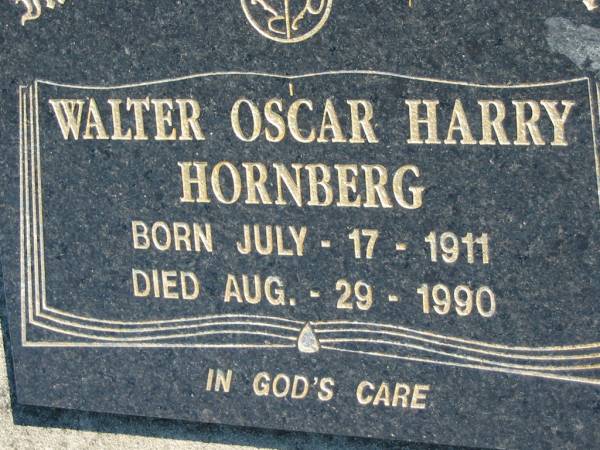 WALTER OSCAR HARRY
HORNBERG
BORN JULY - 17 - 1911
DIED AUG. - 29 - 1990
IN GOD'S CARE